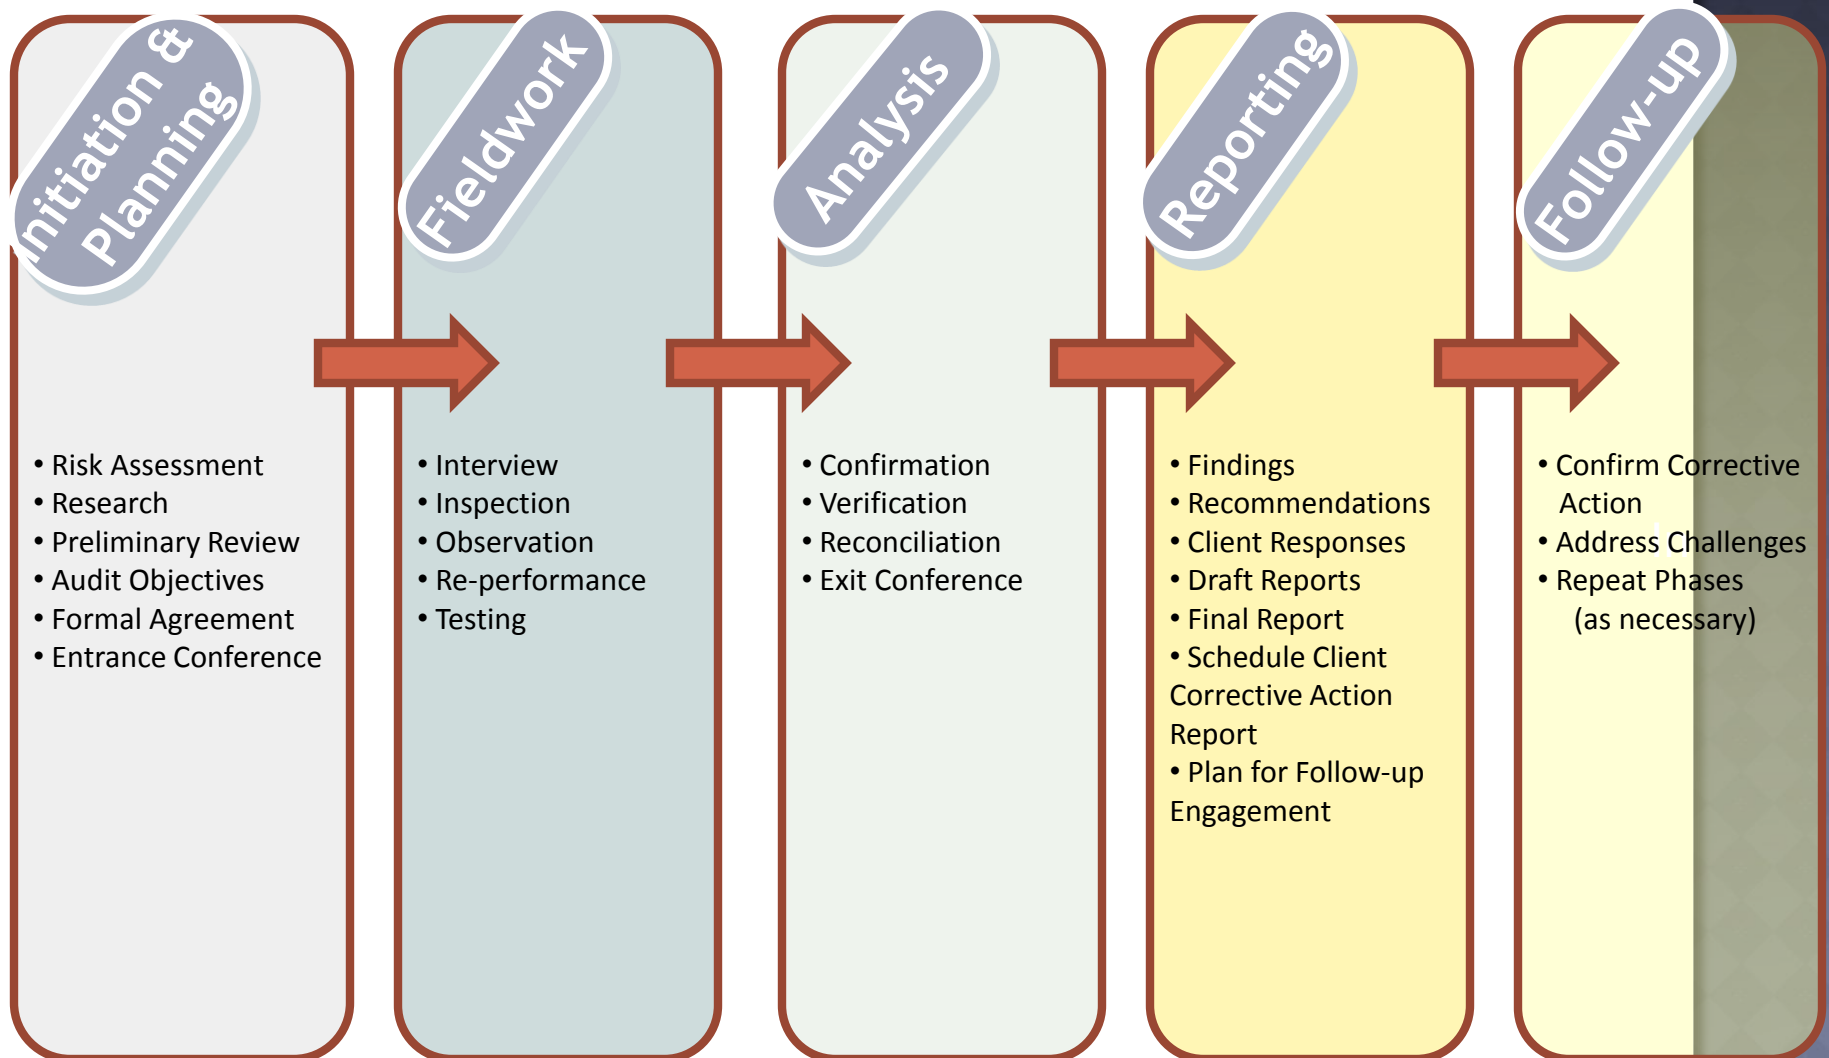 Initiation &
Planning
• Risk Assessment
• Research
• Preliminary Review
• Audit Objectives
• Formal Agreement
• Entrance Conference
Fieldwork
• Interview
• Inspection
• Observation
• Re-performance
• Testing
Analysis
• Confirmation
• Verification
• Reconciliation
• Exit Conference
Reporting
• Findings
• Recommendations
• Client Responses
• Draft Reports
• Final Report
• Schedule Client
Corrective Action
Report
• Plan for Follow-up
Engagement
Follow-up
• Confirm Corrective
Action
• Address Challenges
• Repeat Phases
(as necessary)